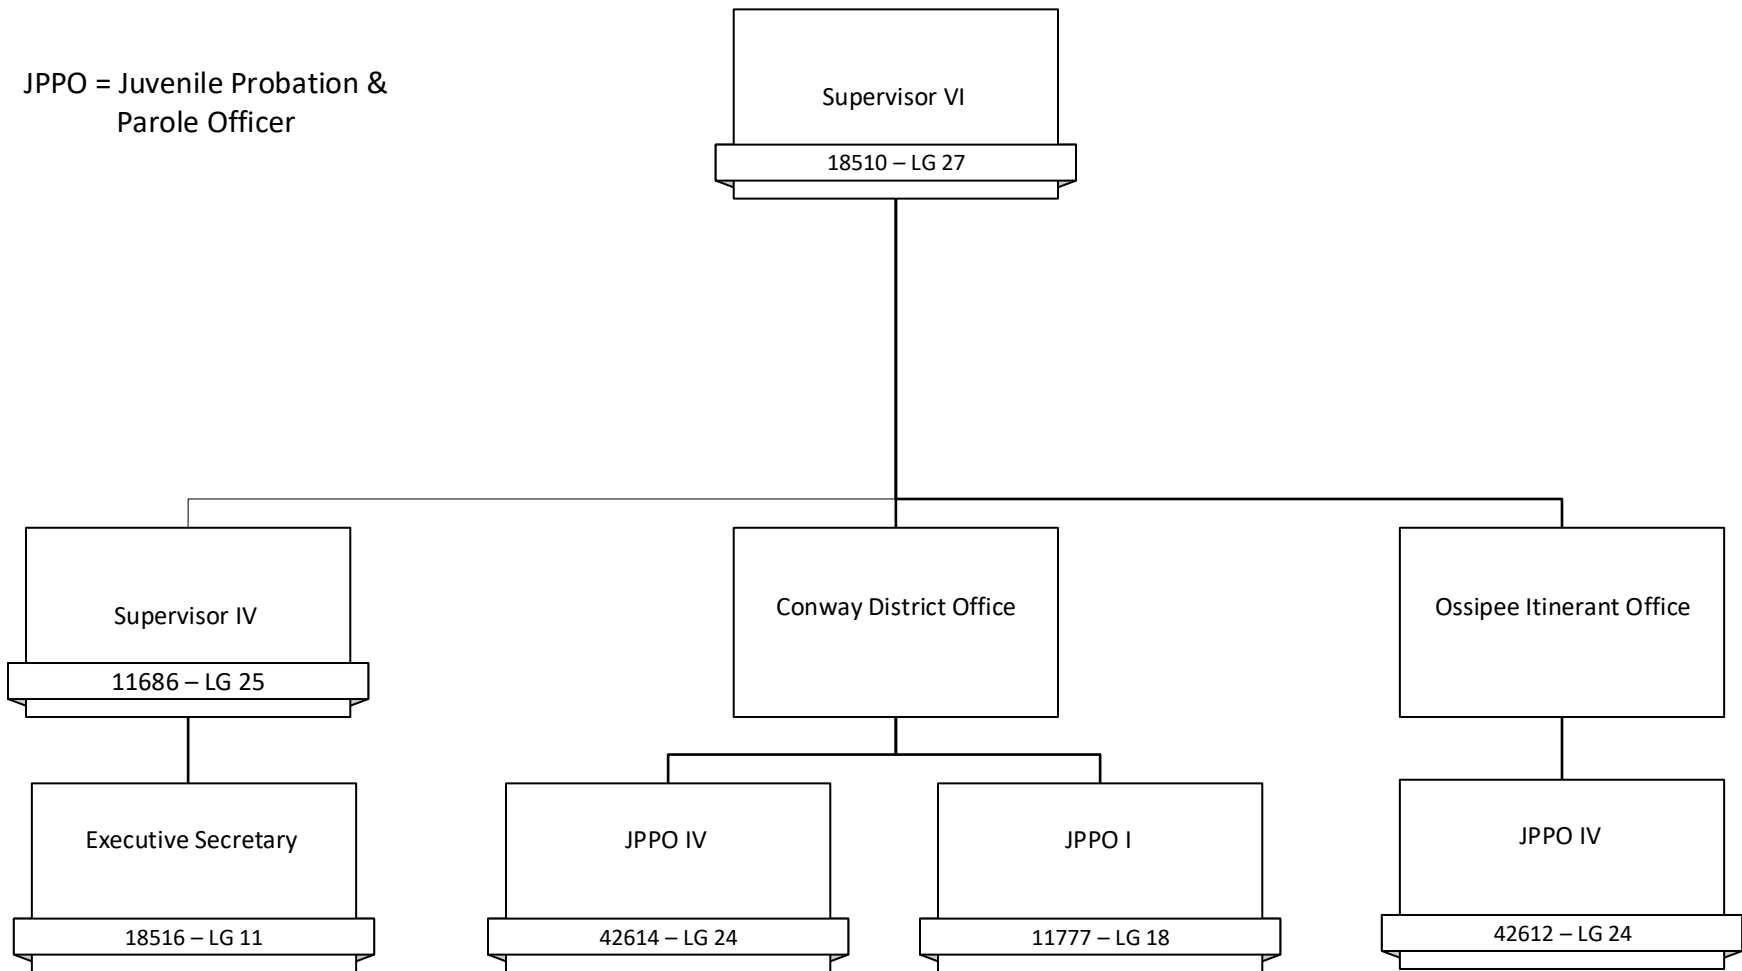 JPPO = Juvenile Probation &
Parole Officer
Supervisor VI
18510 – LG 27
Supervisor IV
11686 – LG 25
Conway District Office
Ossipee Itinerant Office
Executive Secretary
18516 – LG 11
JPPO IV
42614 – LG 24
JPPO I
11777 – LG 18
JPPO IV
42612 – LG 24